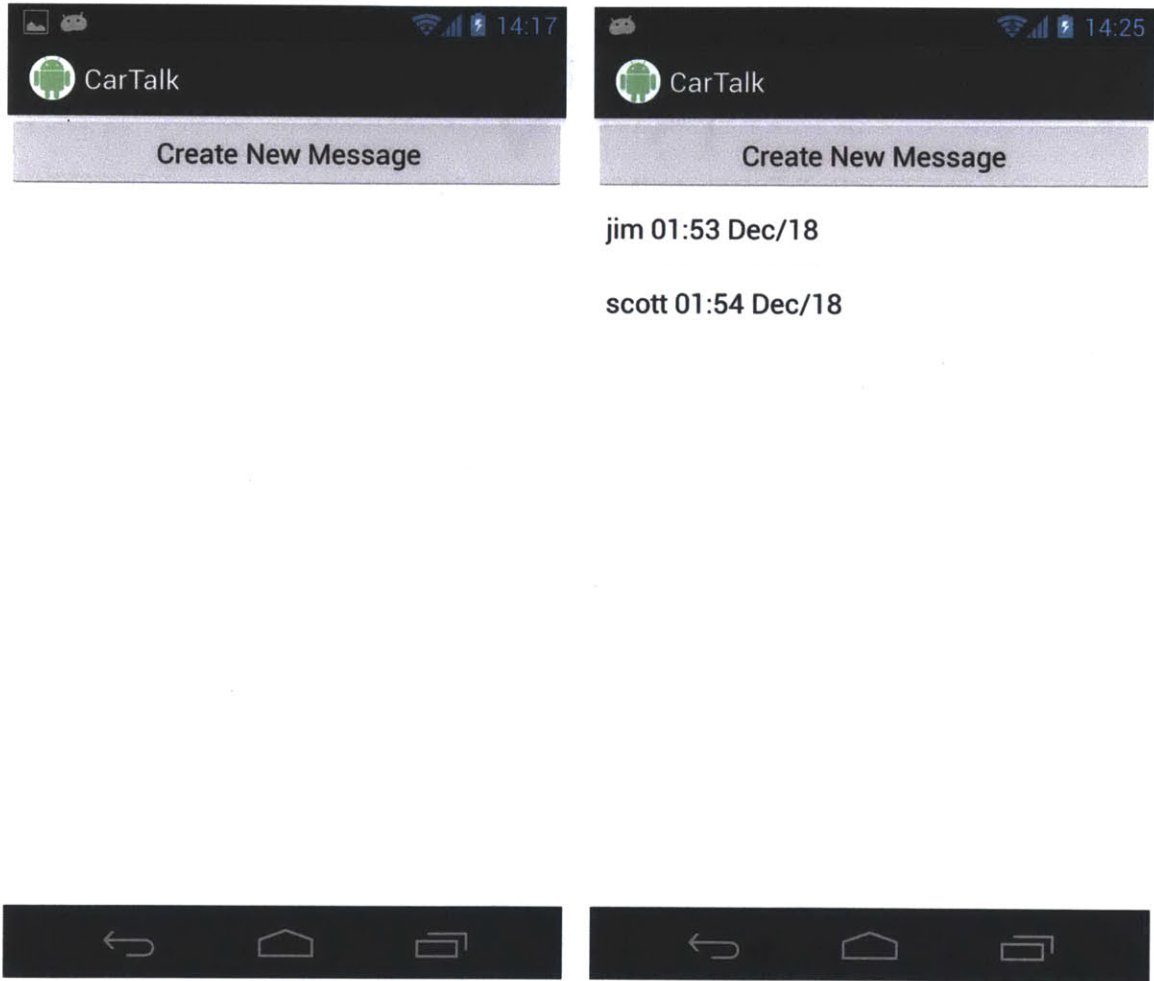 14:17
CarTalk
Create New Message
14:25
CarTalk
Create New Message
jim 01:53 Dec/18
scott 01:54 Dec/18